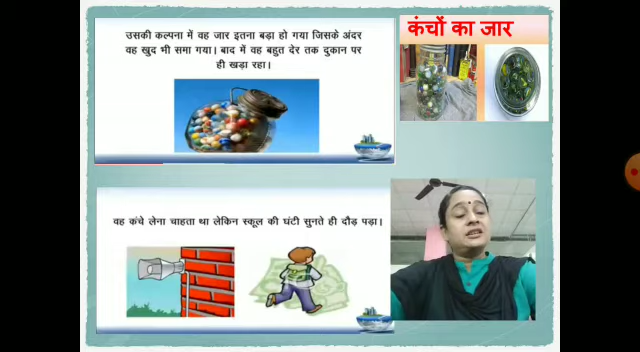 उसकी कल्पना में वह जार इतना बड़ा हो गया जिसके अंदर
वह खुद भी समा गया। बाद में वह बहुत देर तक दुकान पर
ही खड़ा रहा।
कंचों का जार
वह कंचे लेना चाहता था लेकिन स्कूल की घंटी सुनते ही दौड़ पड़ा।